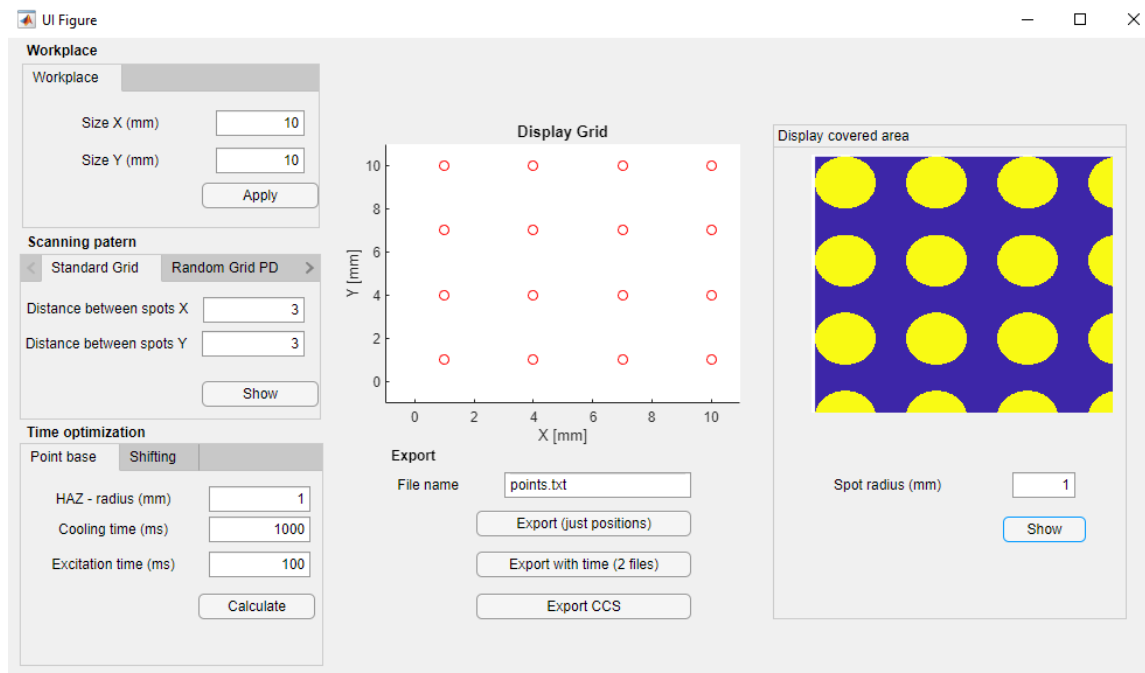 UI Figure
Workplace
Workplace
Size X (mm)
10
Size Y (mm)
10
Apply
Scanning patern
Standard Grid
Random Grid PD
Distance between spots X
3
Distance between spots Y
3
Show
Time optimization
Point base
Shifting
HAZ - radius (mm)
1
Cooling time (ms)
1000
Excitation time (ms)
100
Calculate
Display Grid
Y [mm]
10
8
6
4
2
0
0 2 4 6 8 10
X [mm]
Export
File name
points.txt
Export (just positions)
Export with time (2 files)
Export CCS
Display covered area
Spot radius (mm)
1
Show